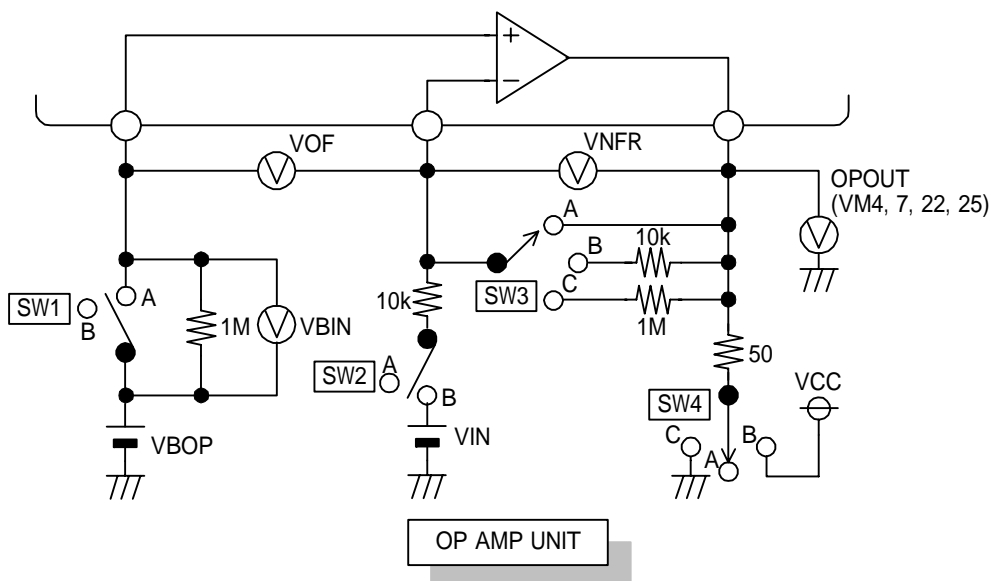 +
−
VOF
VNFR
V
V
OPOUT
(VM4, 7, 22, 25)
V
A
B
10k
C
SW3
1M
SW1
A
B
1M
V
VBIN
10k
SW2
A
B
50
SW4
VCC
C
A
B
VBOP
VIN
OP AMP UNIT